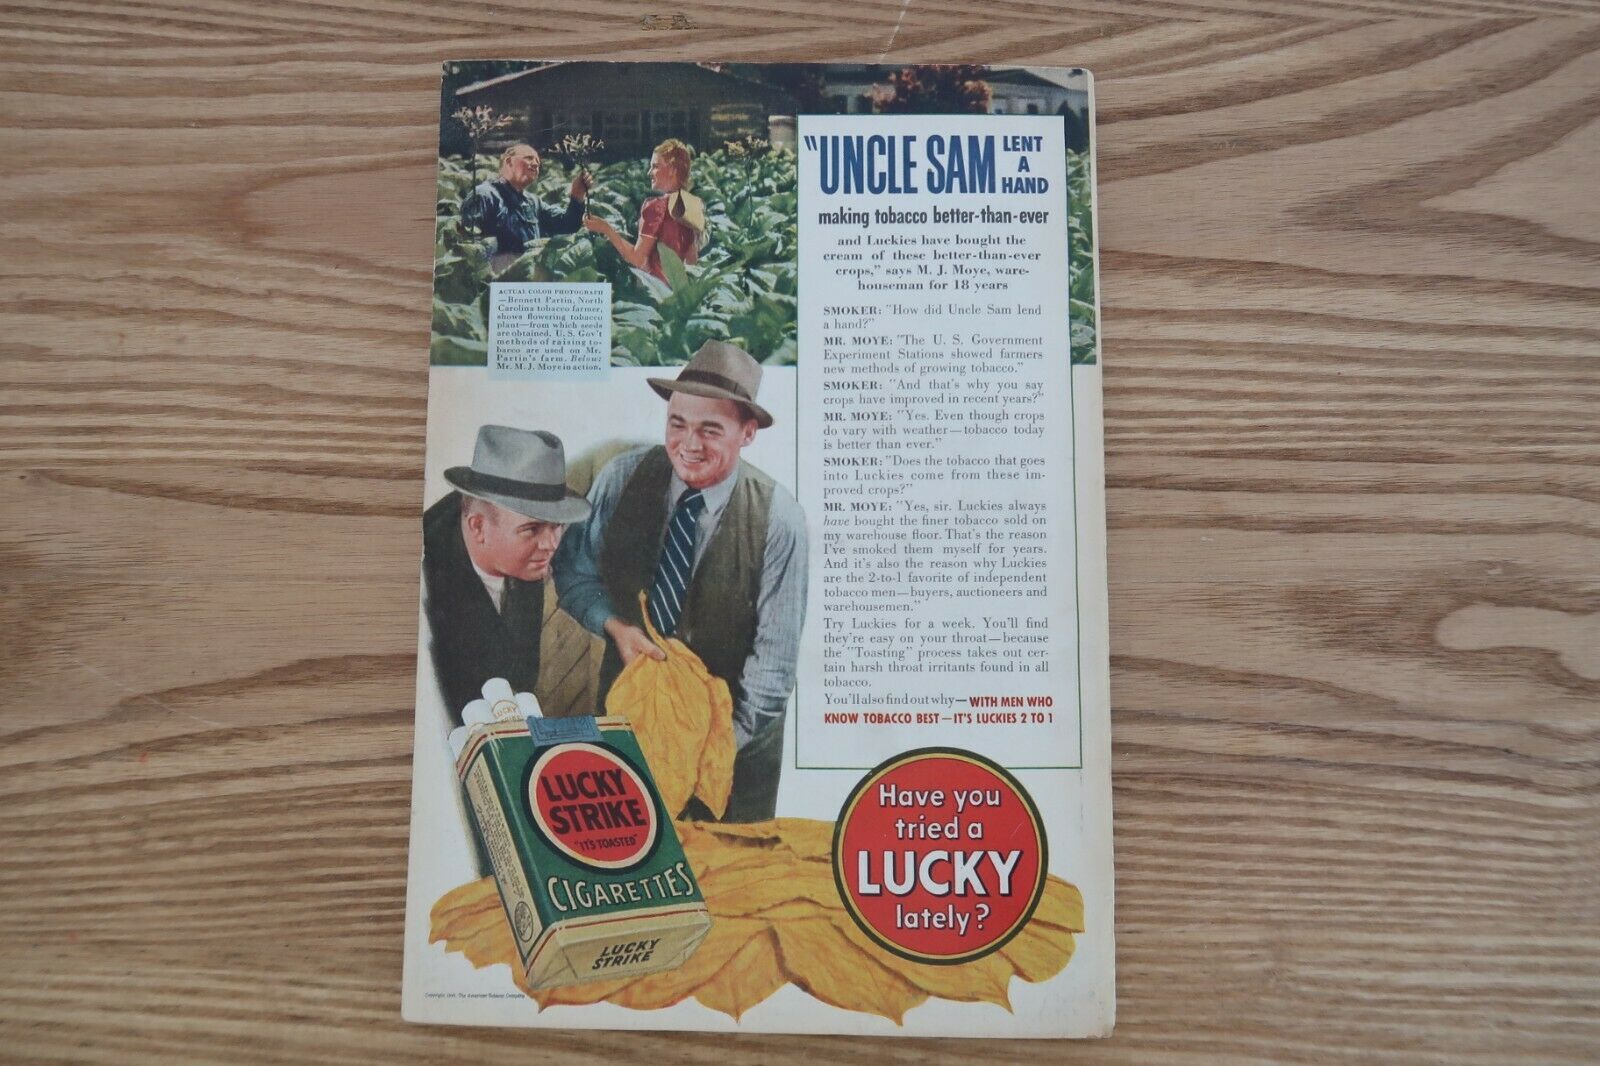 "UNCLE SAM LENT A HAND
making tobacco better-than-ever
and Luckies have bought the
cream of these better-than-ever
crops," says M. J. Moye, ware-
houseman for 18 years
SMOKER: "How did Uncle Sam lend
a hand?"
MR. MOYE: "The U. S. Government
Experiment Stations showed farmers
new methods of growing tobacco."
SMOKER: "And that's why you say
crops have improved in recent years?"
MR. MOYE: "Yes. Even though crops
do vary with weather—tobacco today
is better than ever."
SMOKER: "Does the tobacco that goes
into Luckies come from these im-
proved crops?"
MR. MOYE: "Yes, sir. Luckies always
have bought the finer tobacco sold on
my warehouse floor. That's the reason
I've smoked them myself for years.
And it's also the reason why Luckies
are the 2-to-1 favorite of independent
tobacco men—buyers, auctioneers and
warehousemen."
Try Luckies for a week. You'll find
they're easy on your throat—because
the "Toasting" process takes out cer-
tain harsh throat irritants found in all
tobacco.
You'll also find out why—WITH MEN WHO
KNOW TOBACCO BEST—IT'S LUCKIES 2 TO 1
ACTUAL COLOR PHOTOGRAPH
—Bennett Partin, North
Carolina tobacco farmer,
shows flowering tobacco
plant—from which seeds
are obtained. U. S. Gov't
methods of raising to-
bacco are used on Mr.
Partin's farm. Below:
Mr. M. J. Moye in action.
LUCKY
LUCKY
STRIKE
"IT'S TOASTED"
CIGARETTES
LUCKY
STRIKE
Have you
tried a
LUCKY
lately?
Copyright The American Tobacco Company